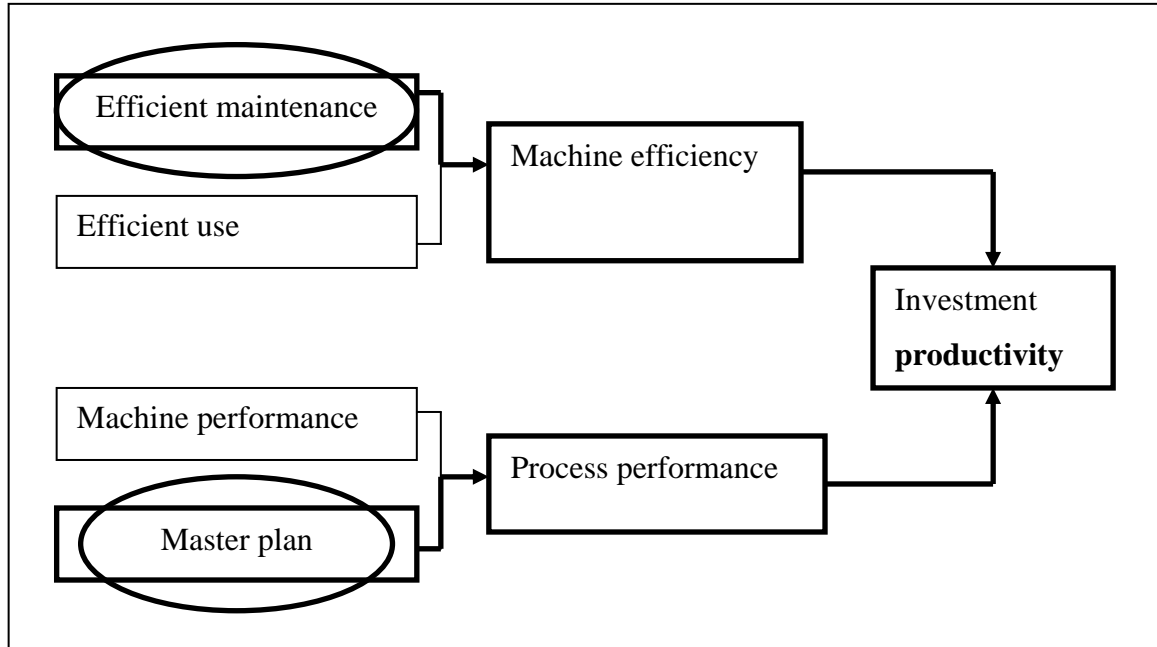 Efficient maintenance
Efficient use
Machine efficiency
Investment
productivity
Machine performance
Master plan
Process performance